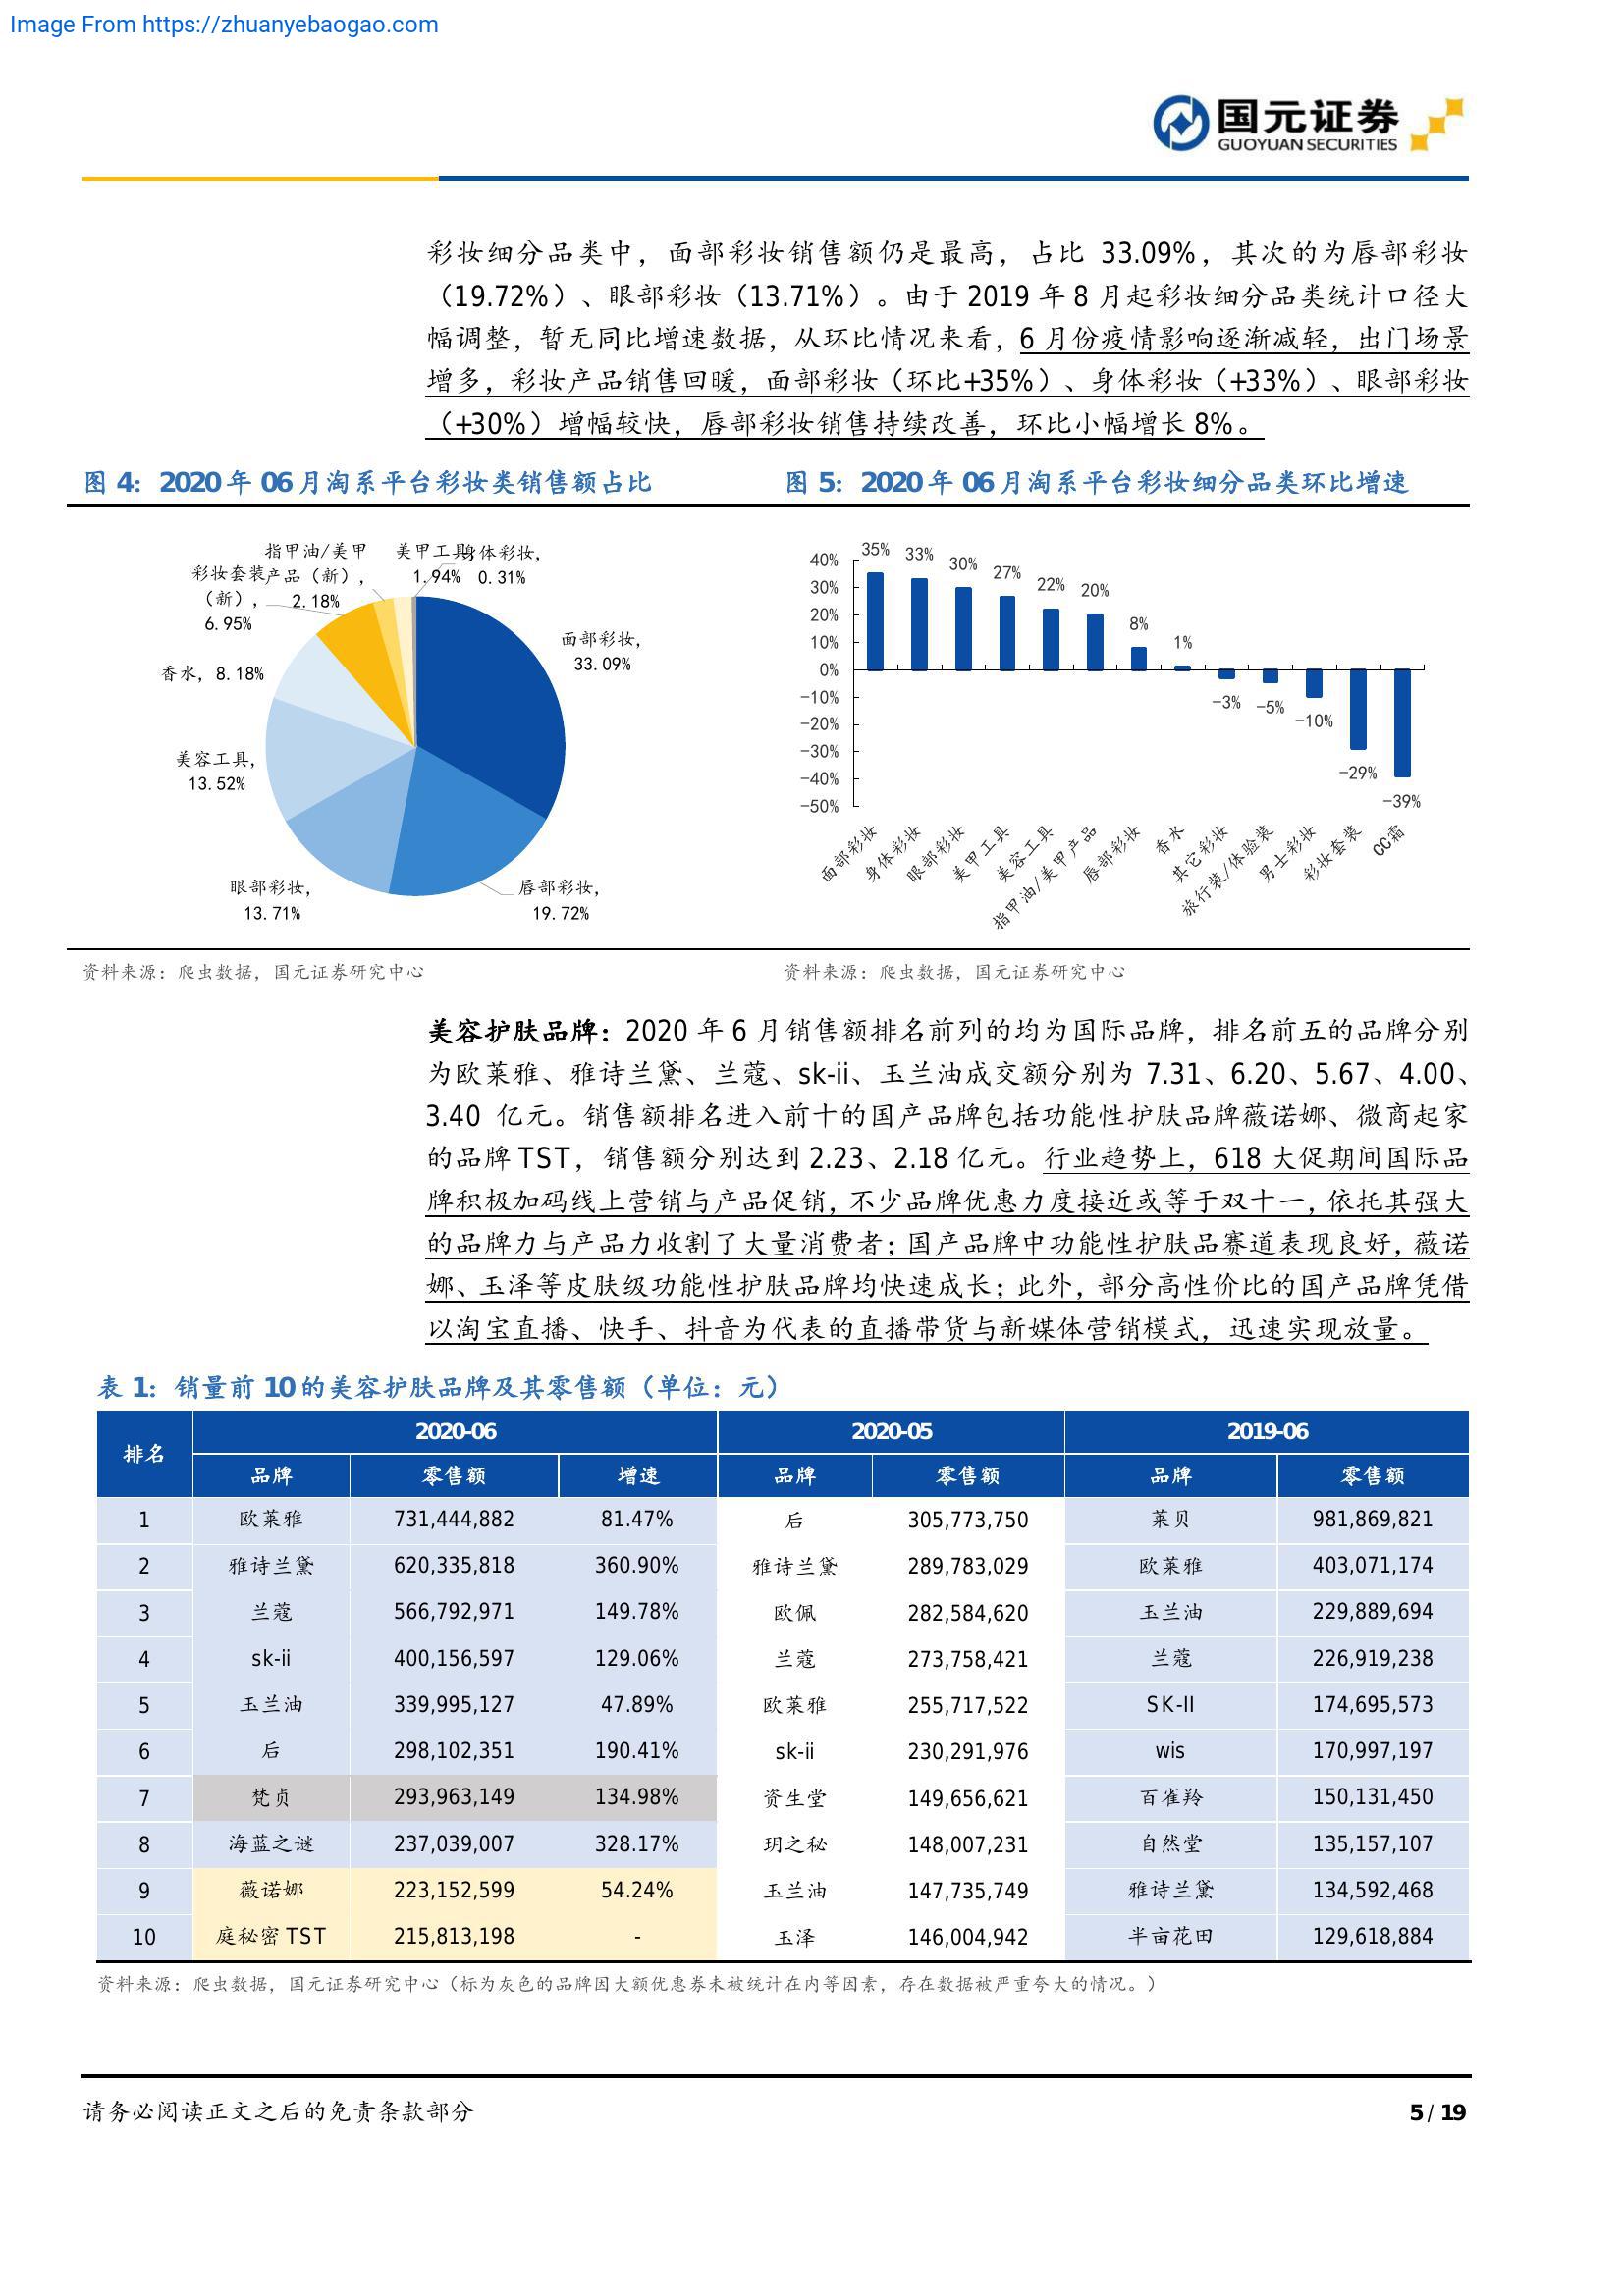 Image From https://zhuanyebaogao.com
国元证券
GUOYUAN SECURITIES
彩妆细分品类中，面部彩妆销售额仍是最高，占比 33.09%，其次的为唇部彩妆
（19.72%）、眼部彩妆（13.71%）。由于 2019 年 8 月起彩妆细分品类统计口径大
幅调整，暂无同比增速数据，从环比情况来看，6 月份疫情影响逐渐减轻，出门场景
增多，彩妆产品销售回暖，面部彩妆（环比+35%）、身体彩妆（+33%）、眼部彩妆
（+30%）增幅较快，唇部彩妆销售持续改善，环比小幅增长 8%。
图 4：2020 年 06 月淘系平台彩妆类销售额占比
指甲油/美甲产品（新），
2.18%
美甲工具，
1.94%
身体彩妆，
0.31%
彩妆套装（新），
6.95%
面部彩妆，
33.09%
香水，8.18%
美容工具，
13.52%
眼部彩妆，
13.71%
唇部彩妆，
19.72%
图 5：2020 年 06 月淘系平台彩妆细分品类环比增速
40%
30%
20%
10%
0%
-10%
-20%
-30%
-40%
-50%
35% 33% 30% 27% 22% 20% 8% 1% -3% -5% -10% -29% -39%
面部彩妆 身体彩妆 眼部彩妆 美甲工具 美容工具 指甲油/美甲产品 唇部彩妆 香水 其它彩妆 旅行装/体验装 男士彩妆 彩妆套装 CC霜
资料来源：爬虫数据，国元证券研究中心
资料来源：爬虫数据，国元证券研究中心
美容护肤品牌：2020 年 6 月销售额排名前列的均为国际品牌，排名前五的品牌分别
为欧莱雅、雅诗兰黛、兰蔻、sk-ii、玉兰油成交额分别为 7.31、6.20、5.67、4.00、
3.40 亿元。销售额排名进入前十的国产品牌包括功能性护肤品牌薇诺娜、微商起家
的品牌 TST，销售额分别达到 2.23、2.18 亿元。行业趋势上，618 大促期间国际品
牌积极加码线上营销与产品促销，不少品牌优惠力度接近或等于双十一，依托其强大
的品牌力与产品力收割了大量消费者；国产品牌中功能性护肤品赛道表现良好，薇诺
娜、玉泽等皮肤级功能性护肤品牌均快速成长；此外，部分高性价比的国产品牌凭借
以淘宝直播、快手、抖音为代表的直播带货与新媒体营销模式，迅速实现放量。
表 1：销量前 10 的美容护肤品牌及其零售额（单位：元）
排名 2020-06 2020-05 2019-06
品牌 零售额 增速 品牌 零售额 品牌 零售额
1 欧莱雅 731,444,882 81.47% 后 305,773,750 莱贝 981,869,821
2 雅诗兰黛 620,335,818 360.90% 雅诗兰黛 289,783,029 欧莱雅 403,071,174
3 兰蔻 566,792,971 149.78% 欧佩 282,584,620 玉兰油 229,889,694
4 sk-ii 400,156,597 129.06% 兰蔻 273,758,421 兰蔻 226,919,238
5 玉兰油 339,995,127 47.89% 欧莱雅 255,717,522 SK-II 174,695,573
6 后 298,102,351 190.41% sk-ii 230,291,976 wis 170,997,197
7 梵贞 293,963,149 134.98% 资生堂 149,656,621 百雀羚 150,131,450
8 海蓝之谜 237,039,007 328.17% 玥之秘 148,007,231 自然堂 135,157,107
9 薇诺娜 223,152,599 54.24% 玉兰油 147,735,749 雅诗兰黛 134,592,468
10 庭秘密 TST 215,813,198 - 玉泽 146,004,942 半亩花田 129,618,884
资料来源：爬虫数据，国元证券研究中心（标为灰色的品牌因大额优惠券未被统计在内等因素，存在数据被严重夸大的情况。）
请务必阅读正文之后的免责条款部分
5 / 19